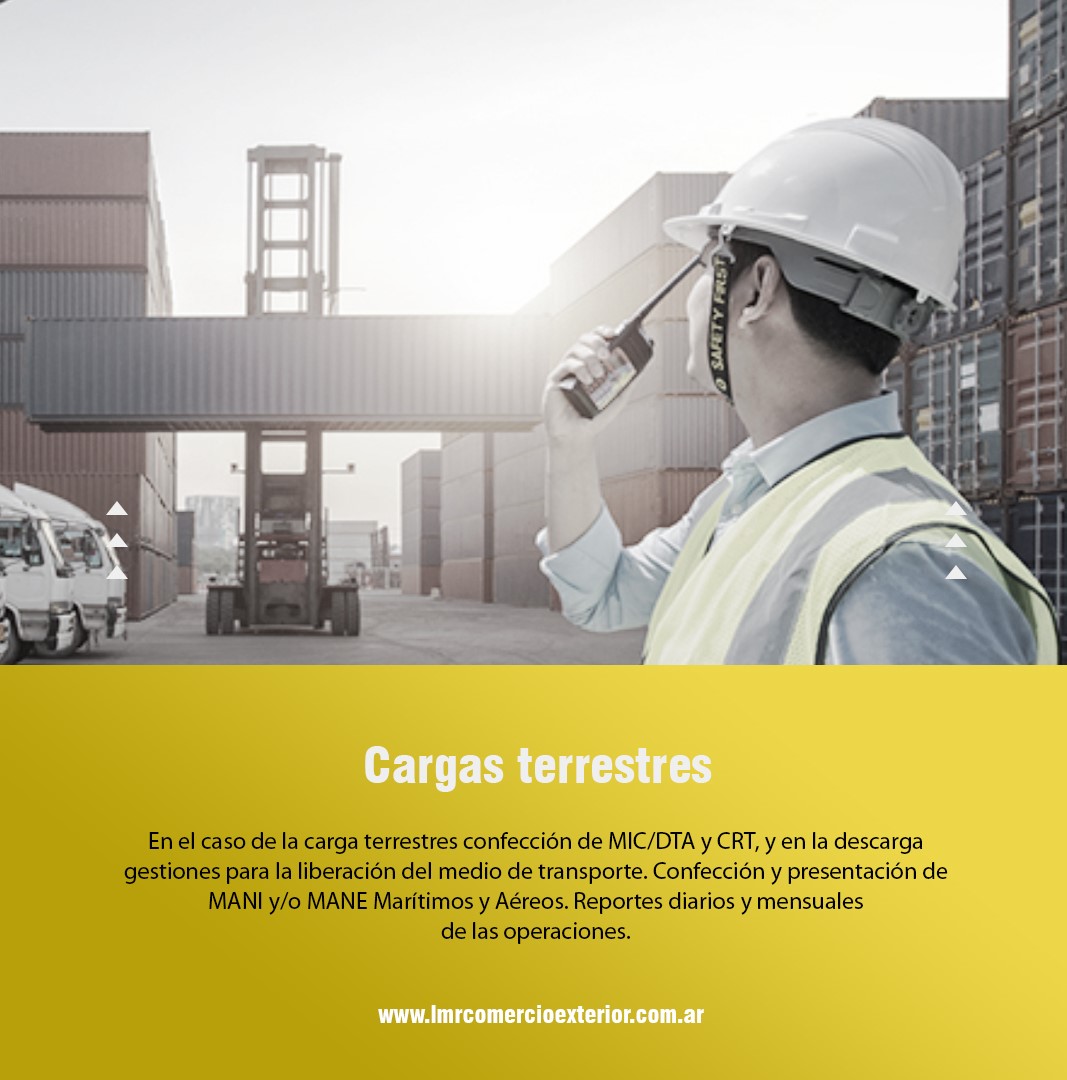 SAFETY FIRST
Cargas terrestres
En el caso de la carga terrestres confección de MIC/DTA y CRT, y en la descarga
gestiones para la liberación del medio de transporte. Confección y presentación de
MANI y/o MANE Marítimos y Aéreos. Reportes diarios y mensuales
de las operaciones.
www.lmrcomercioexterior.com.ar